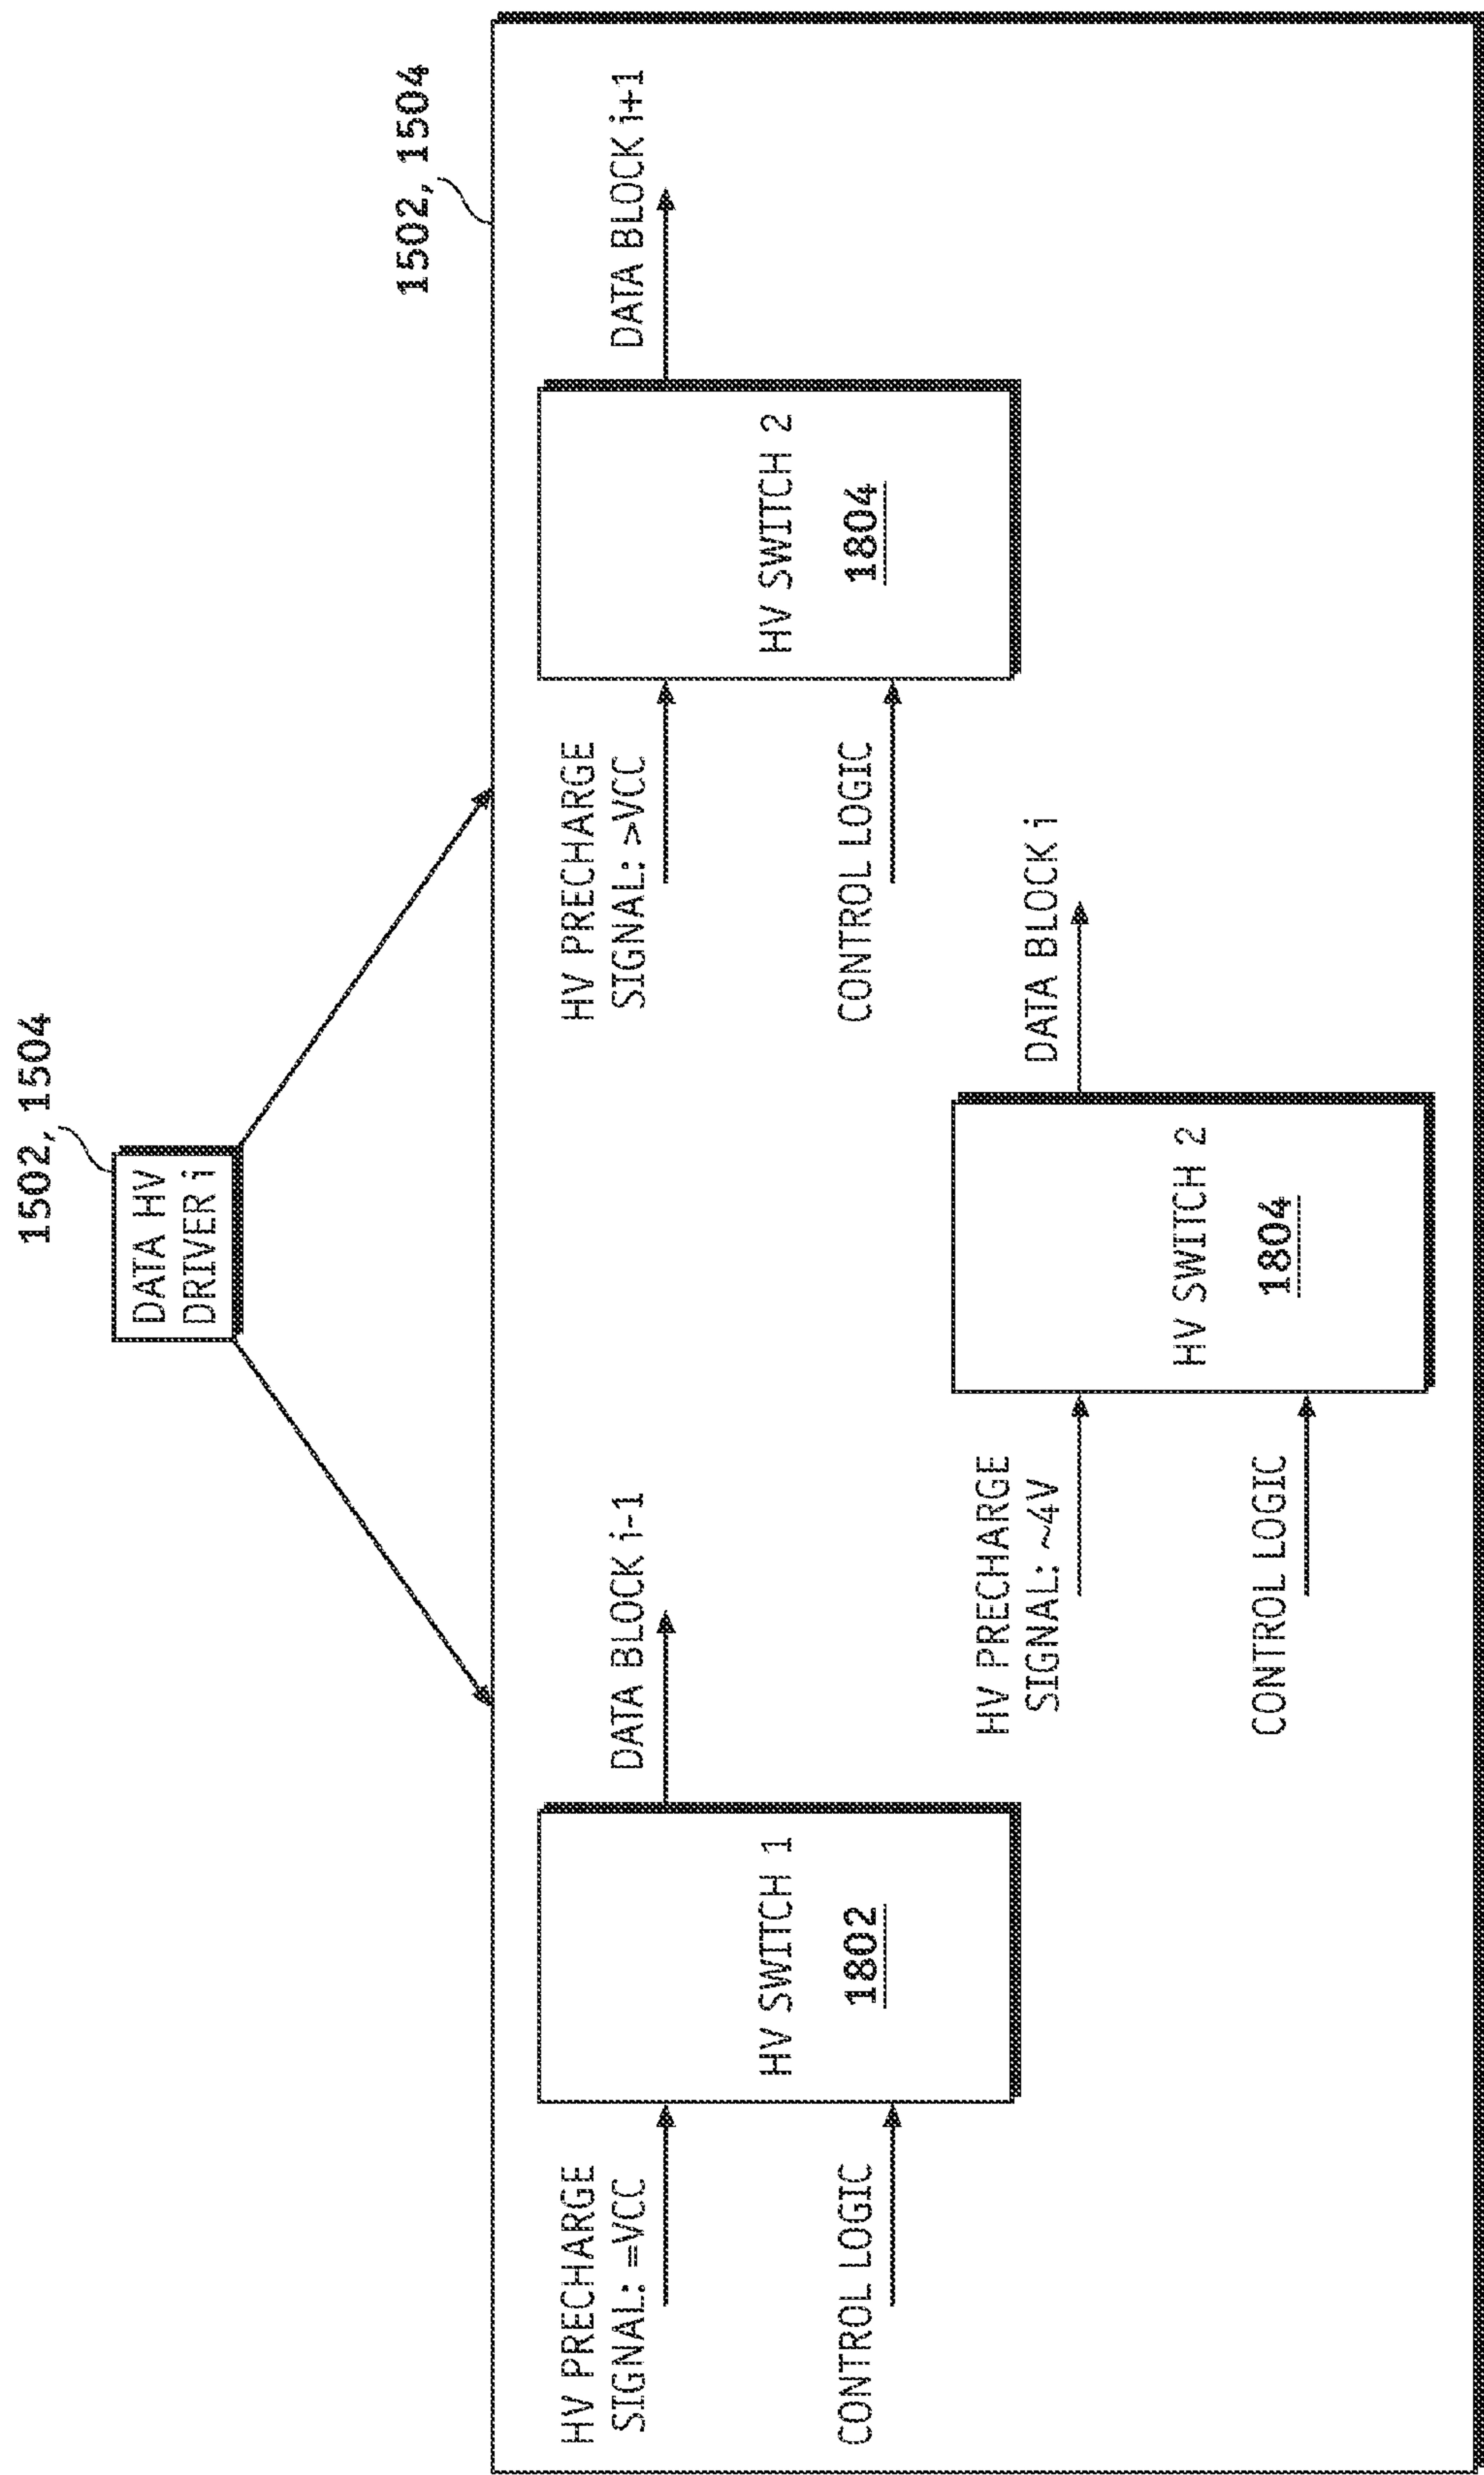 1502, 1504
DATA HV
DRIVER i
1502, 1504
HV PRECHARGE
SIGNAL: =VCC
CONTROL LOGIC
HV SWITCH 1
1802
DATA BLOCK i-1
HV PRECHARGE
SIGNAL: >VCC
CONTROL LOGIC
HV SWITCH 2
1804
DATA BLOCK i+1
HV PRECHARGE
SIGNAL: ~4V
CONTROL LOGIC
HV SWITCH 2
1804
DATA BLOCK i